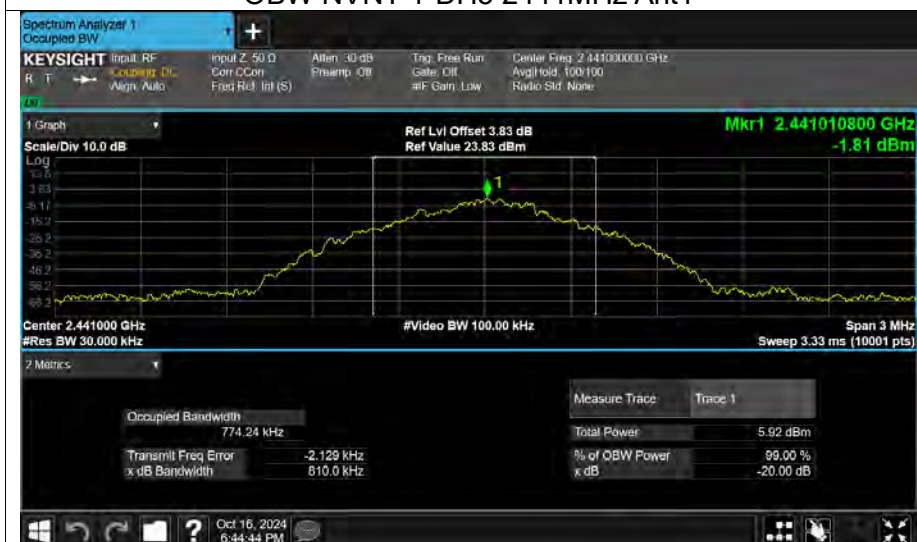 OBW NVNT 1-DH5 2441MHz Ant1
Spectrum Analyzer 1
Occupied BW
KEYSIGHT Input: RF Input Z: 50 Ω Atten: 30 dB Trig: Free Run Center Freq: 2.441000000 GHz
R T Coupling: DC Corr CCorr Preamp: Off Gate: Off Avg|Hold: 100/100
Align: Auto Freq Ref: Int (S) #IF Gain: Low Radio Std: None
1 Graph
Ref Lvl Offset 3.83 dB
Mkr1 2.441010800 GHz
Scale/Div 10.0 dB
Ref Value 23.83 dBm
-1.81 dBm
Log
13.8
3.83
1
-6.17
-16.2
-26.2
-36.2
-46.2
-56.2
-66.2
Center 2.441000 GHz #Video BW 100.00 kHz Span 3 MHz
#Res BW 30.000 kHz Sweep 3.33 ms (10001 pts)
2 Metrics
Measure Trace Trace 1
Occupied Bandwidth
774.24 kHz
Total Power 5.92 dBm
Transmit Freq Error -2.129 kHz % of OBW Power 99.00 %
x dB Bandwidth 810.0 kHz x dB -20.00 dB
? Oct 16, 2024
6:44:44 PM